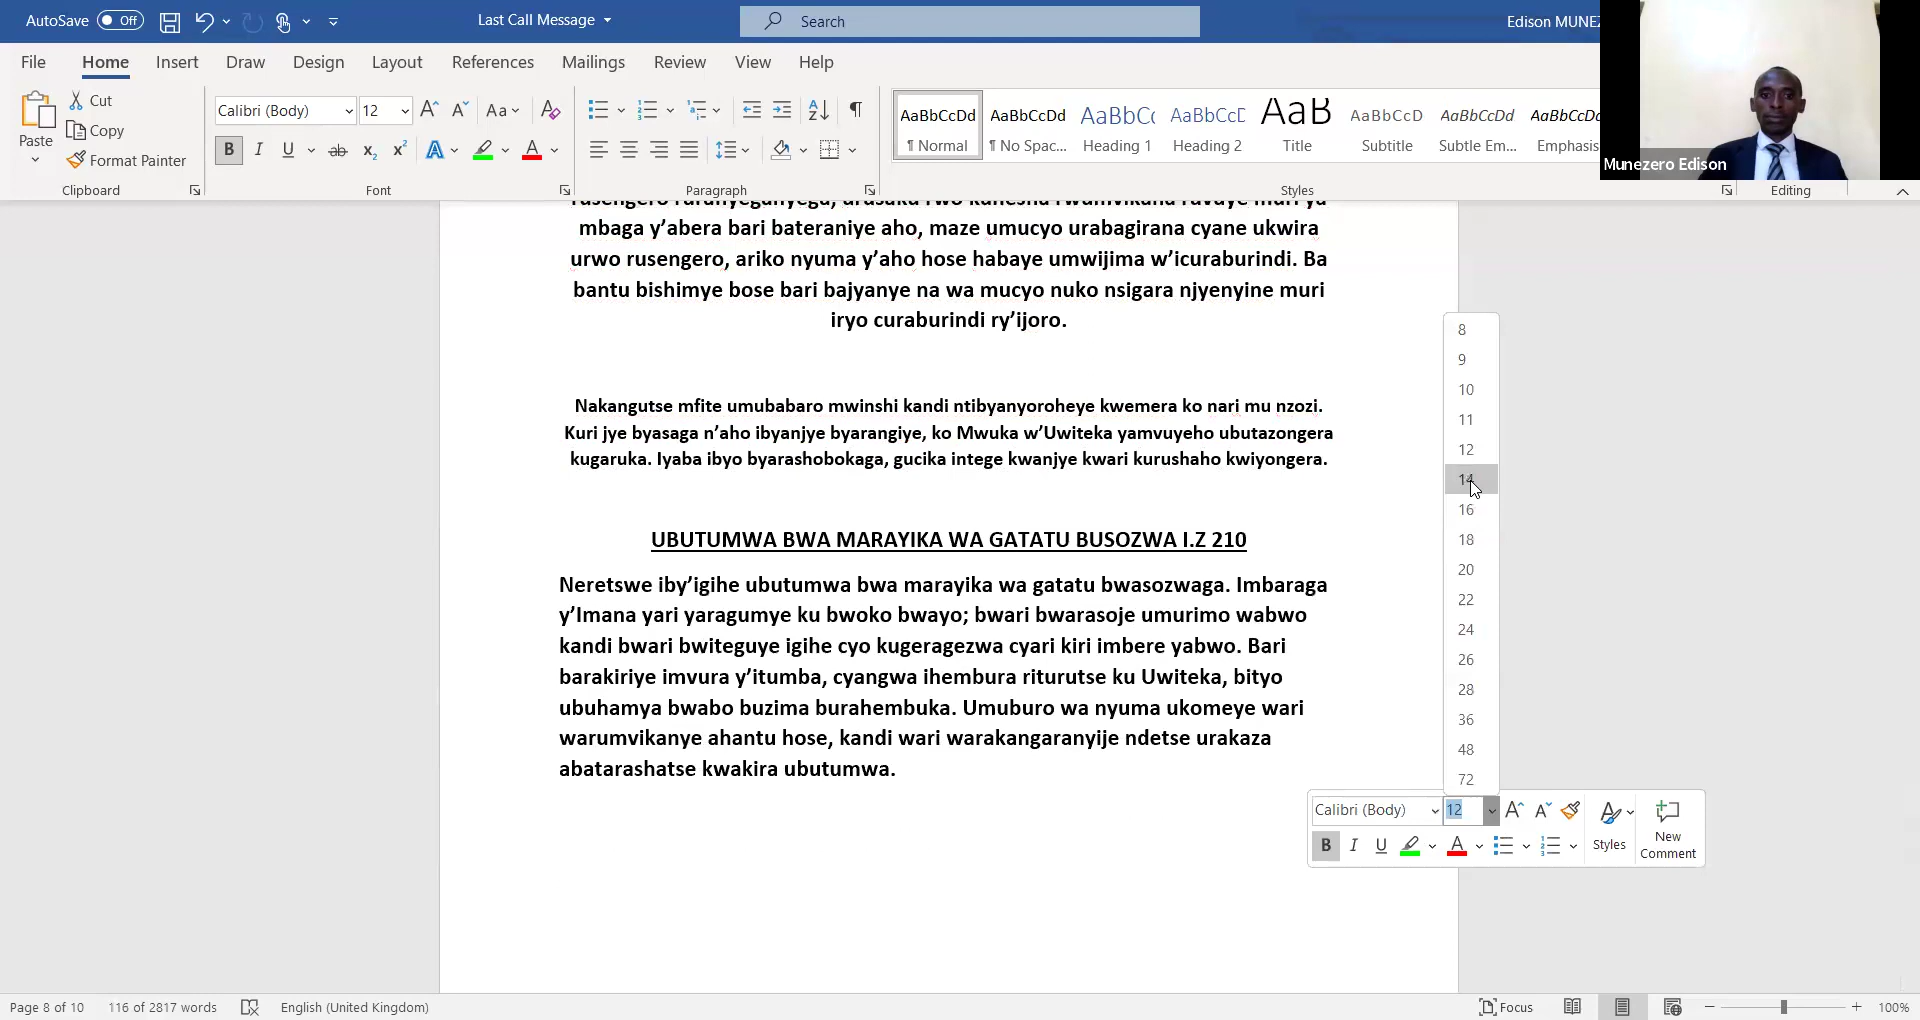 AutoSave Off
Last Call Message
Search
Edison MUNEZ
File Home Insert Draw Design Layout References Mailings Review View Help
Paste
Cut
Copy
Format Painter
Clipboard
Calibri (Body) 12
Font
Paragraph
AaBbCcDd
¶ Normal
AaBbCcDd
¶ No Spac...
AaBbCc
Heading 1
AaBbCcD
Heading 2
AaB
Title
AaBbCcD
Subtitle
AaBbCcDd
Subtle Em...
AaBbCcDd
Emphasis
Styles
Editing
Munezero Edison
mbaga y’abera bari bateraniye aho, maze umucyo urabagirana cyane ukwira
urwo rusengero, ariko nyuma y’aho hose habaye umwijima w’icuraburindi. Ba
bantu bishimye bose bari bajyanye na wa mucyo nuko nsigara njyenyine muri
iryo curaburindi ry’ijoro.
Nakangutse mfite umubabaro mwinshi kandi ntibyanyoroheye kwemera ko nari mu nzozi.
Kuri jye byasaga n’aho ibyanjye byarangiye, ko Mwuka w’Uwiteka yamvuyeho ubutazongera
kugaruka. Iyaba ibyo byarashobokaga, gucika intege kwanjye kwari kurushaho kwiyongera.
UBUTUMWA BWA MARAYIKA WA GATATU BUSOZWA I.Z 210
Neretswe iby’igihe ubutumwa bwa marayika wa gatatu bwasozwaga. Imbaraga
y’Imana yari yaragumye ku bwoko bwayo; bwari bwarasoje umurimo wabwo
kandi bwari bwiteguye igihe cyo kugeragezwa cyari kiri imbere yabwo. Bari
barakiriye imvura y’itumba, cyangwa ihembura riturutse ku Uwiteka, bityo
ubuhamya bwabo buzima burahembuka. Umuburo wa nyuma ukomeye wari
warumvikanye ahantu hose, kandi wari warakangaranyije ndetse urakaza
abatarashatse kwakira ubutumwa.
8
9
10
11
12
14
16
18
20
22
24
26
28
36
48
72
Calibri (Body) 12
Styles
New
Comment
Page 8 of 10 116 of 2817 words English (United Kingdom)
Focus
100%